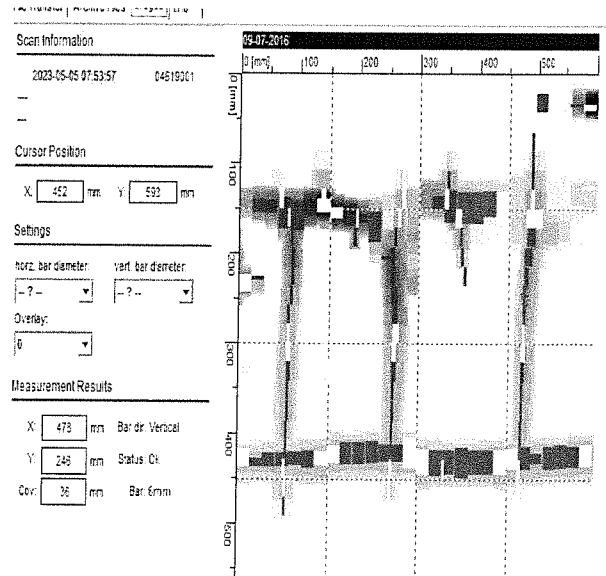 Scan Information
2023-05-05 07:53:57 04619001
---
---
Cursor Position
X: 452 mm Y: 593 mm
Settings
horz. bar diameter: vert. bar diameter:
-- ? -- -- ? --
Overlay:
0
Measurement Results
X: 478 mm Bar dir: Vertical
Y: 246 mm Status: Ok
Cov: 36 mm Bar: 6mm
09-07-2016
0 [mm] 100 200 300 400 500
0 [mm]
100
200
300
400
500